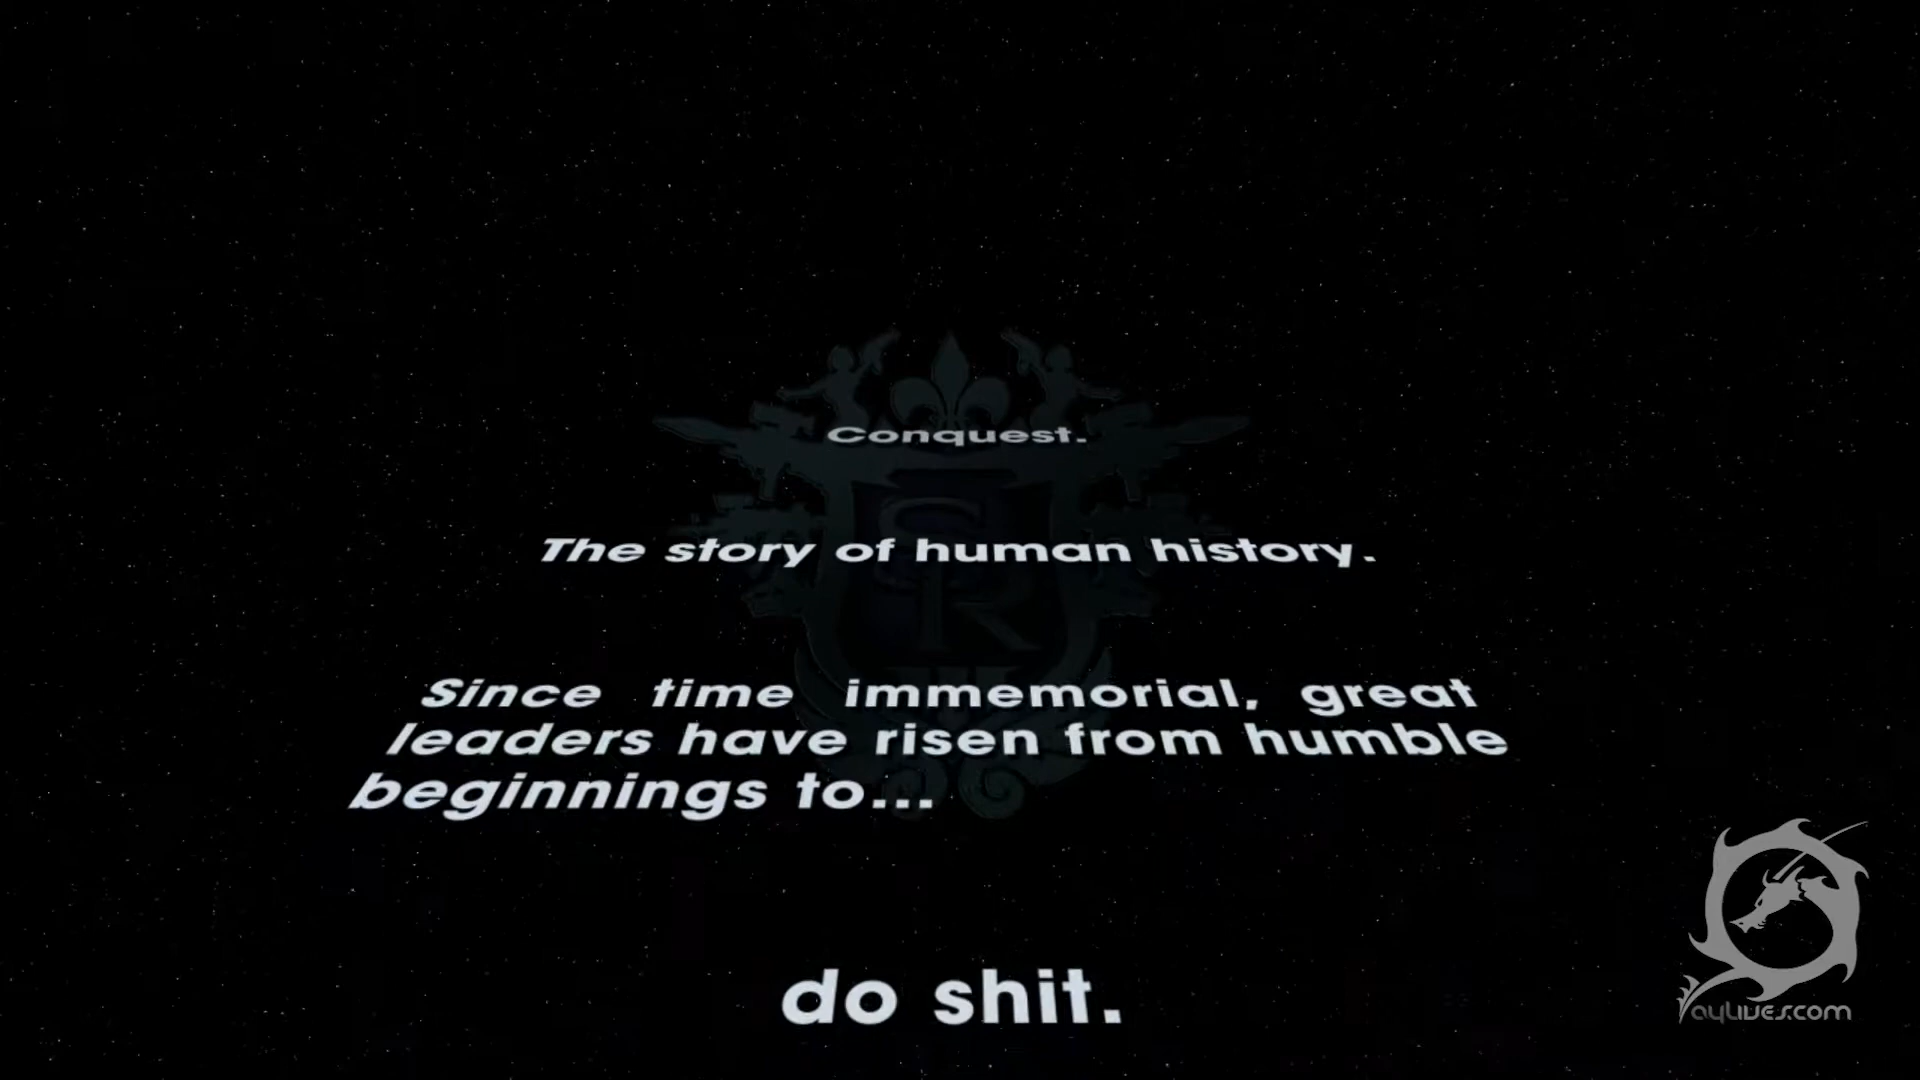 Conquest.
The story of human history.
Since time immemorial, great
leaders have risen from humble
beginnings to...
do shit.
SR
aylives.com